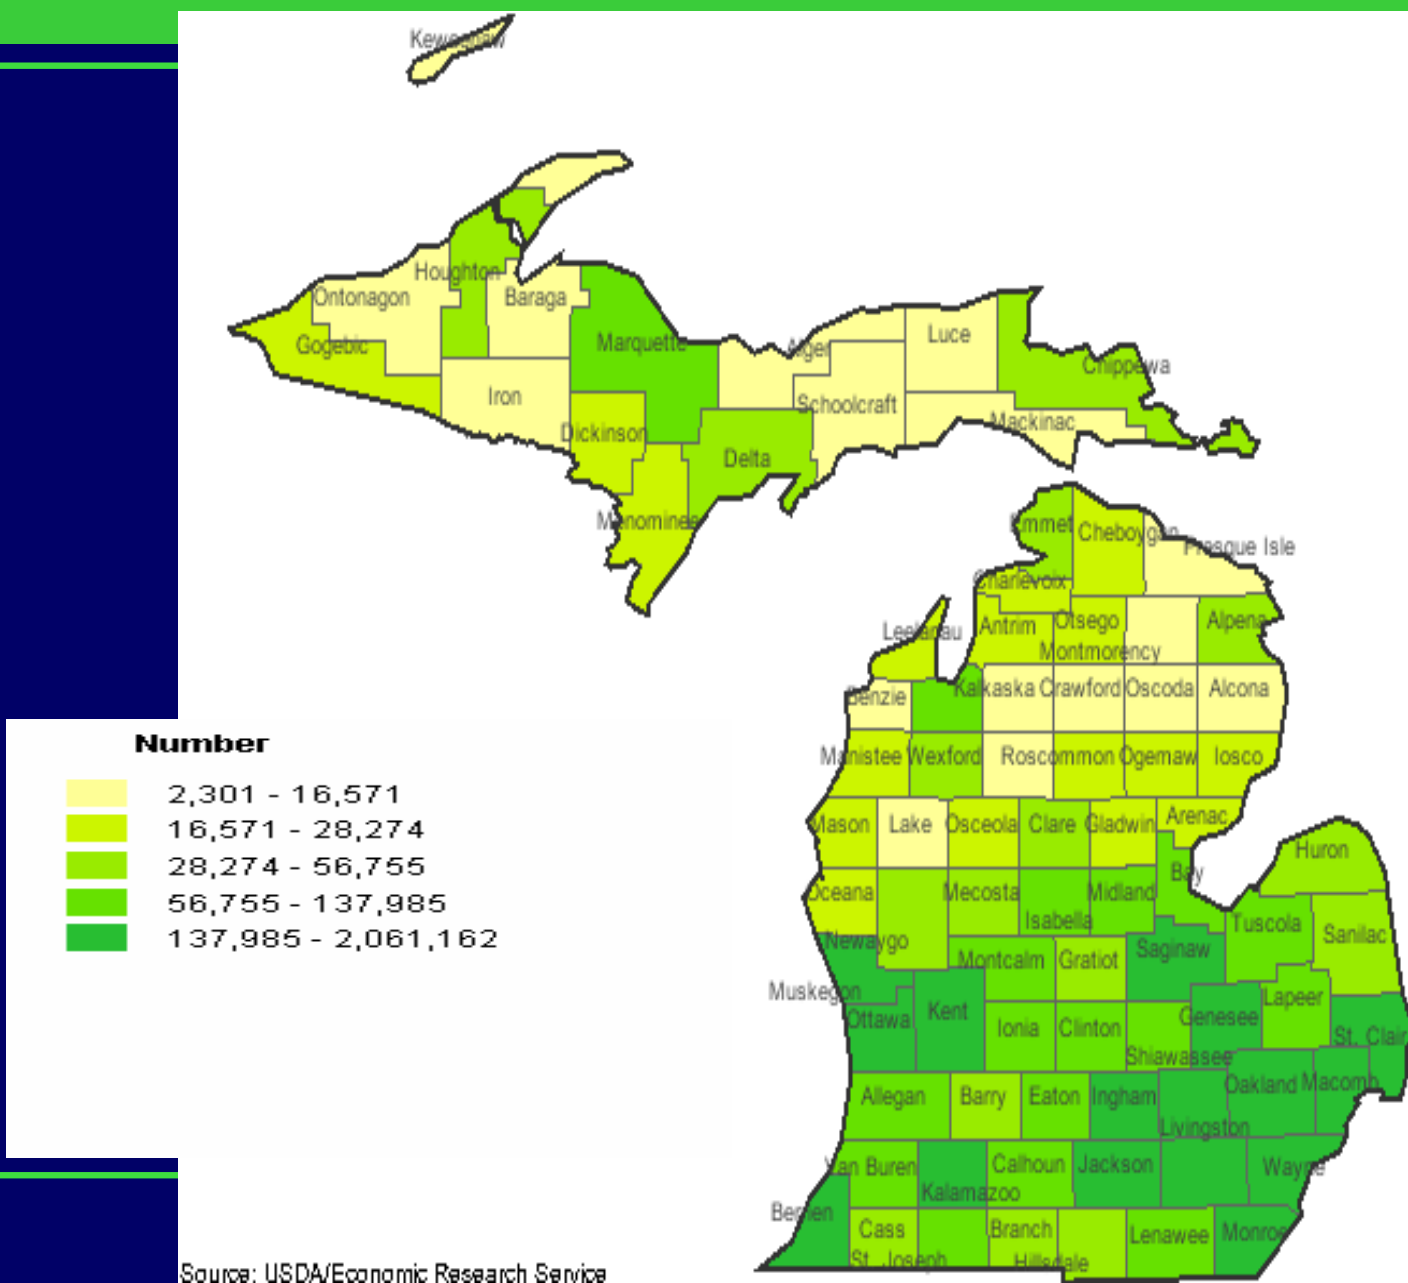 Keweenaw
Houghton
Ontonagon
Baraga
Gogebic
Marquette
Alger
Luce
Chippewa
Iron
Schoolcraft
Mackinac
Dickinson
Delta
Menominee
Emmet
Cheboygan
Presque Isle
Charlevoix
Leelanau
Antrim
Otsego
Alpena
Montmorency
Benzie
Kalkaska
Crawford
Oscoda
Alcona
Manistee
Wexford
Roscommon
Ogemaw
Iosco
Mason
Lake
Osceola
Clare
Gladwin
Arenac
Huron
Bay
Oceana
Mecosta
Isabella
Midland
Tuscola
Sanilac
Newaygo
Montcalm
Gratiot
Saginaw
Muskegon
Ottawa
Kent
Ionia
Clinton
Shiawassee
Genesee
Lapeer
St. Clair
Allegan
Barry
Eaton
Ingham
Livingston
Oakland
Macomb
Van Buren
Kalamazoo
Calhoun
Jackson
Wayne
Berrien
Cass
St. Joseph
Branch
Hillsdale
Lenawee
Monroe
Number
2,301 - 16,571
16,571 - 28,274
28,274 - 56,755
56,755 - 137,985
137,985 - 2,061,162
Source: USDA/Economic Research Service